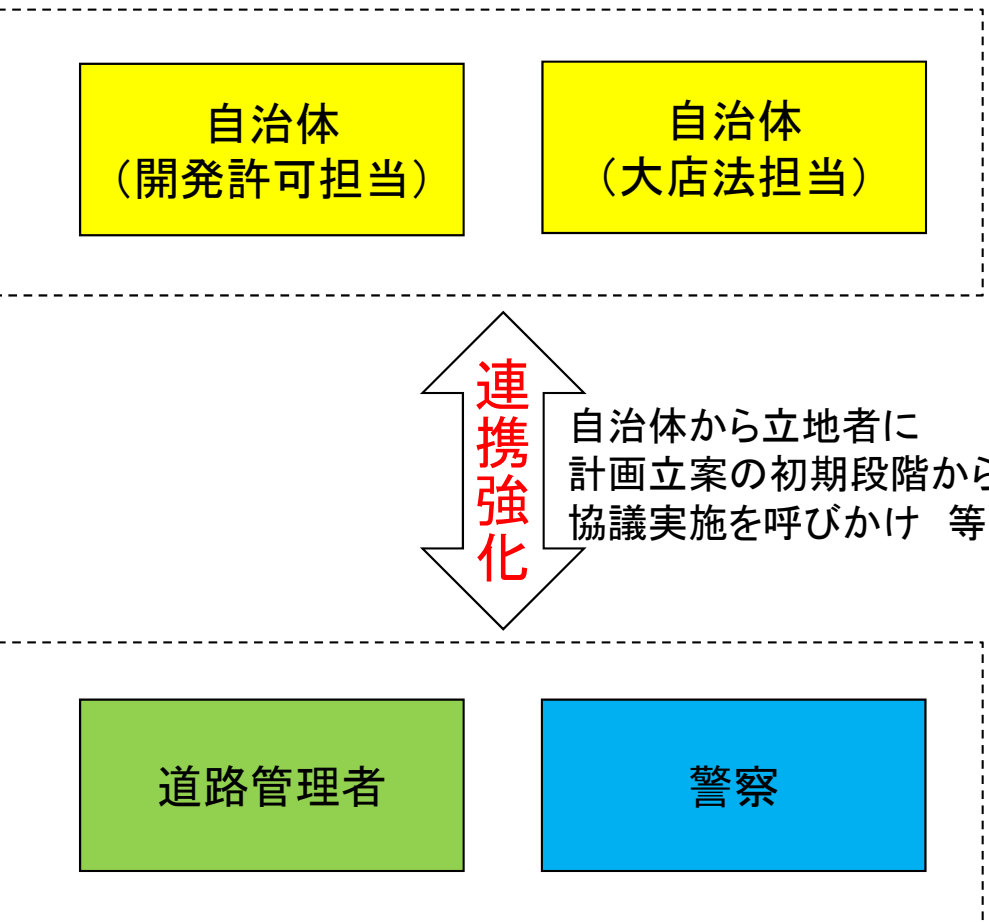 自治体
（開発許可担当）
自治体
（大店法担当）
連携強化
自治体から立地者に
計画立案の初期段階から
協議実施を呼びかけ　等
道路管理者
警察